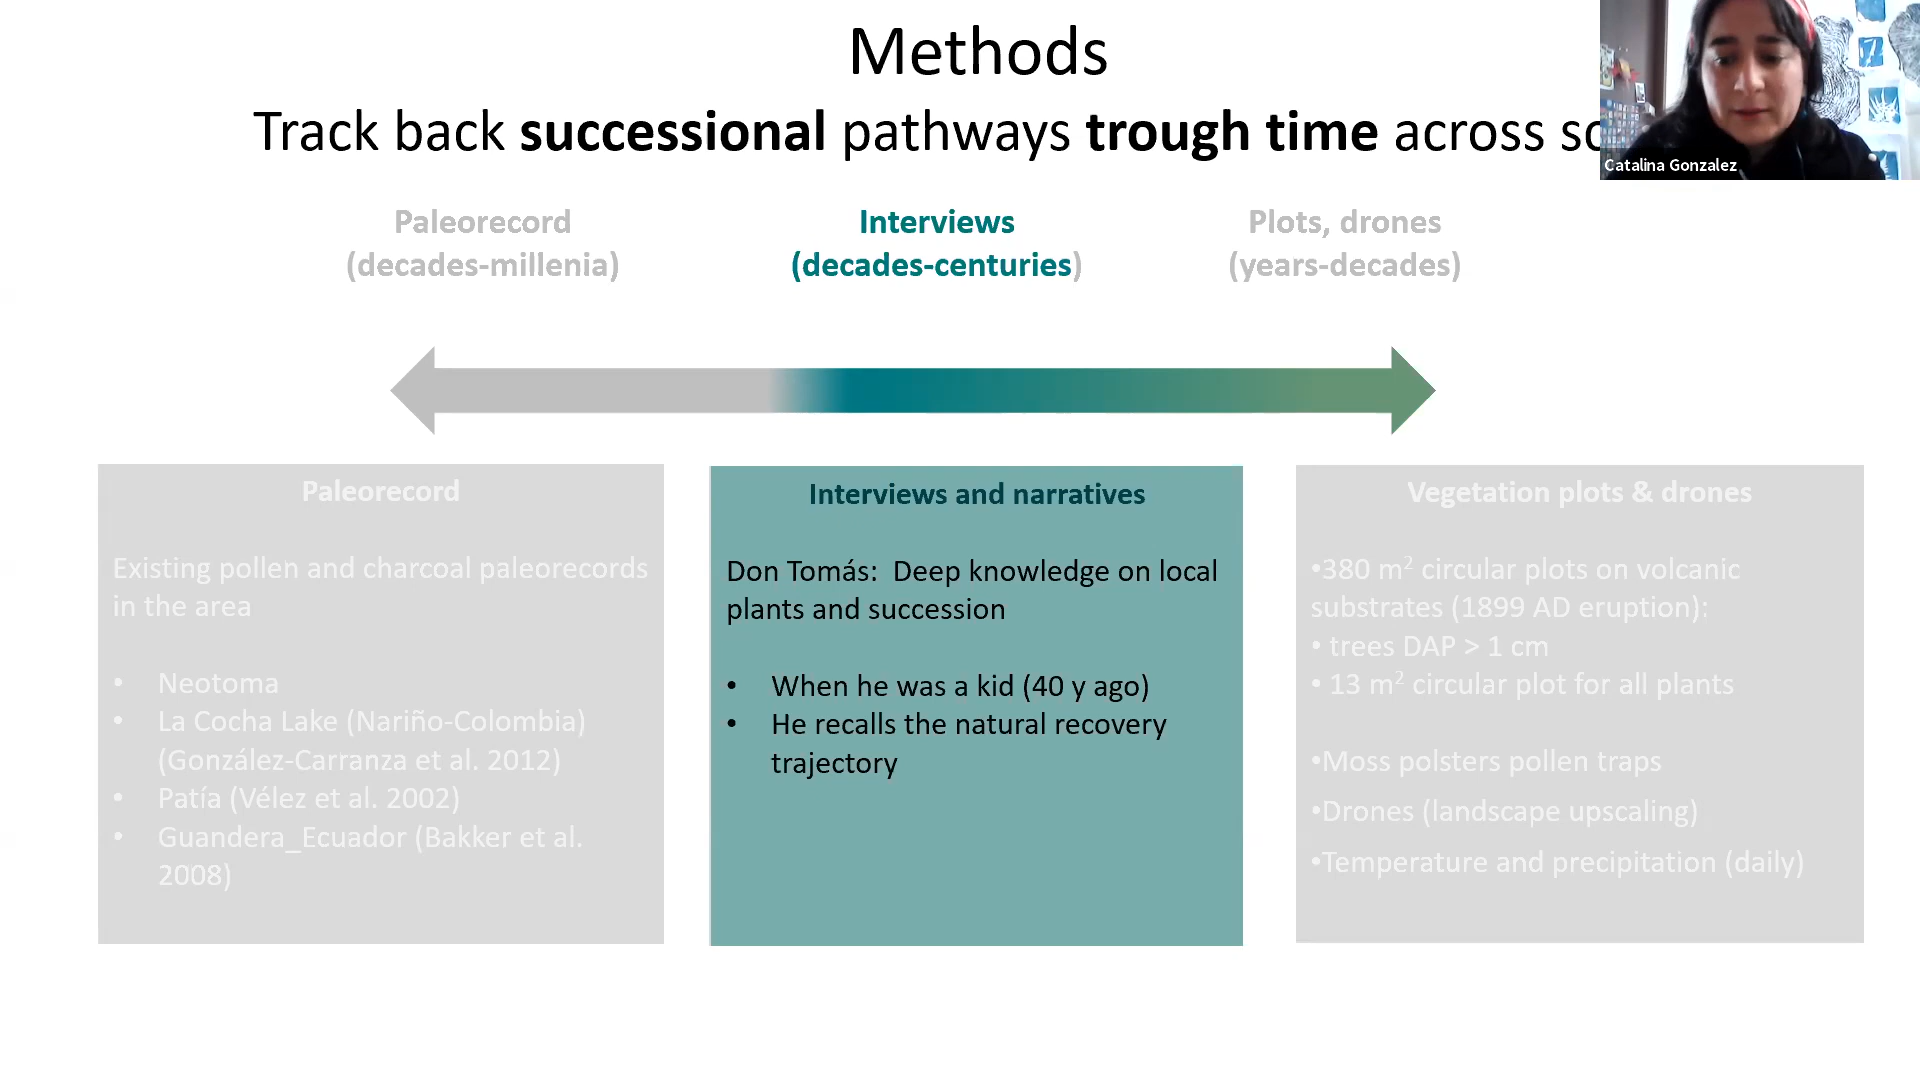 Methods
Track back successional pathways trough time across
Catalina Gonzalez
Paleorecord
(decades-millenia)
Interviews
(decades-centuries)
Plots, drones
(years-decades)
Paleorecord
Existing pollen and charcoal paleorecords
in the area
• Neotoma
• La Cocha Lake (Nariño-Colombia)
(González-Carranza et al. 2012)
• Patía (Vélez et al. 2002)
• Guandera_Ecuador (Bakker et al.
2008)
Interviews and narratives
Don Tomás: Deep knowledge on local
plants and succession
• When he was a kid (40 y ago)
• He recalls the natural recovery
trajectory
Vegetation plots & drones
•380 m² circular plots on volcanic
substrates (1899 AD eruption):
• trees DAP > 1 cm
• 13 m² circular plot for all plants
•Moss polsters pollen traps
•Drones (landscape upscaling)
•Temperature and precipitation (daily)